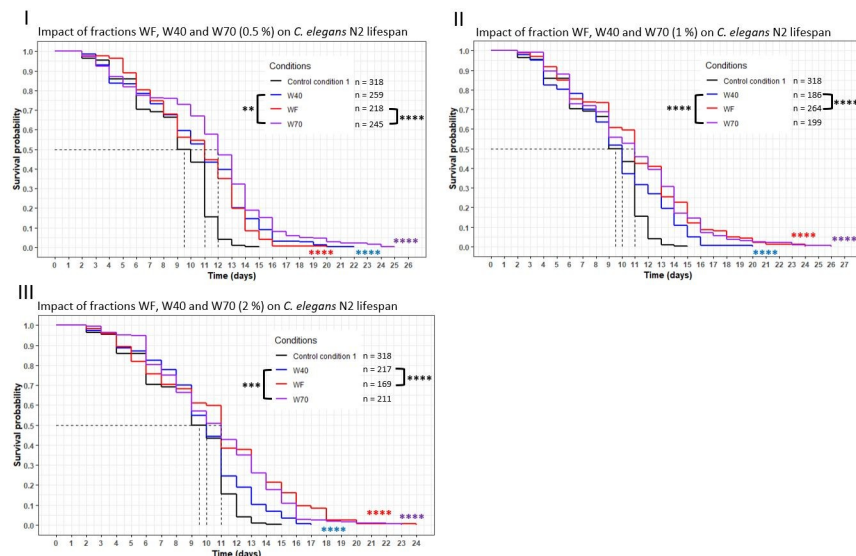 I
Impact of fractions WF, W40 and W70 (0.5 %) on C. elegans N2 lifespan
Survival probability
1.0
0.9
0.8
0.7
0.6
0.5
0.4
0.3
0.2
0.1
0.0
Conditions
Control condition 1 n = 318
W40 n = 259
WF n = 218
W70 n = 245
**
****
****
****
****
0 1 2 3 4 5 6 7 8 9 10 11 12 13 14 15 16 17 18 19 20 21 22 23 24 25 26
Time (days)
II
Impact of fraction WF, W40 and W70 (1 %) on C. elegans N2 lifespan
Survival probability
1.0
0.9
0.8
0.7
0.6
0.5
0.4
0.3
0.2
0.1
0.0
Conditions
Control condition 1 n = 318
W40 n = 186
WF n = 264
W70 n = 199
****
****
****
****
****
0 1 2 3 4 5 6 7 8 9 10 11 12 13 14 15 16 17 18 19 20 21 22 23 24 25 26 27
Time (days)
III
Impact of fractions WF, W40 and W70 (2 %) on C. elegans N2 lifespan
Survival probability
1.0
0.9
0.8
0.7
0.6
0.5
0.4
0.3
0.2
0.1
0.0
Conditions
Control condition 1 n = 318
W40 n = 217
WF n = 169
W70 n = 211
***
****
****
****
****
0 1 2 3 4 5 6 7 8 9 10 11 12 13 14 15 16 17 18 19 20 21 22 23 24
Time (days)